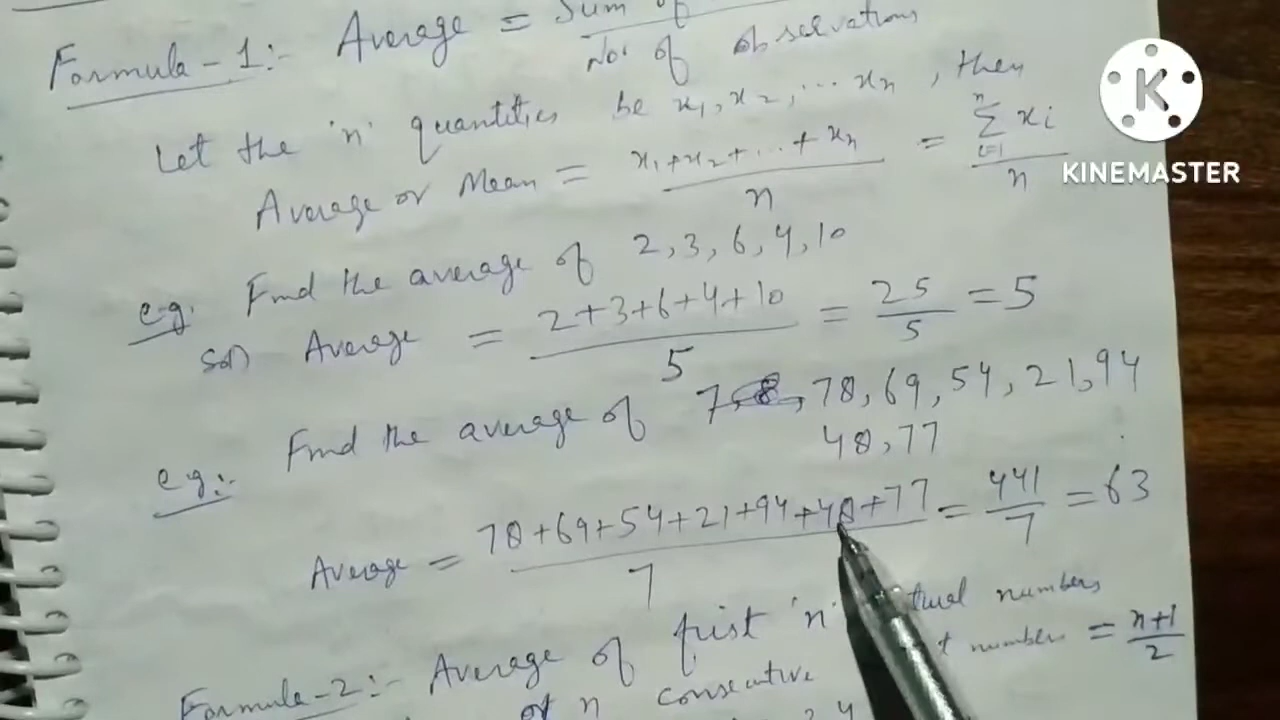 Formula-1:- Average = Sum of
No. of observations
Let the 'n' quantities be x1, x2, ... xn, then
Average or Mean = x1+x2+...+xn / n = n∑i=1 xi / n
K
KINEMASTER
e.g. Find the average of 2,3,6,4,10
Soln Average = 2+3+6+4+10 / 5 = 25 / 5 = 5
e.g:- Find the average of 78, 69, 54, 21, 94
48, 77
Average = 78+69+54+21+94+48+77 / 7 = 441 / 7 = 63
Formula-2:- Average of first 'n' numbers
of n consecutive numbers = n+1 / 2